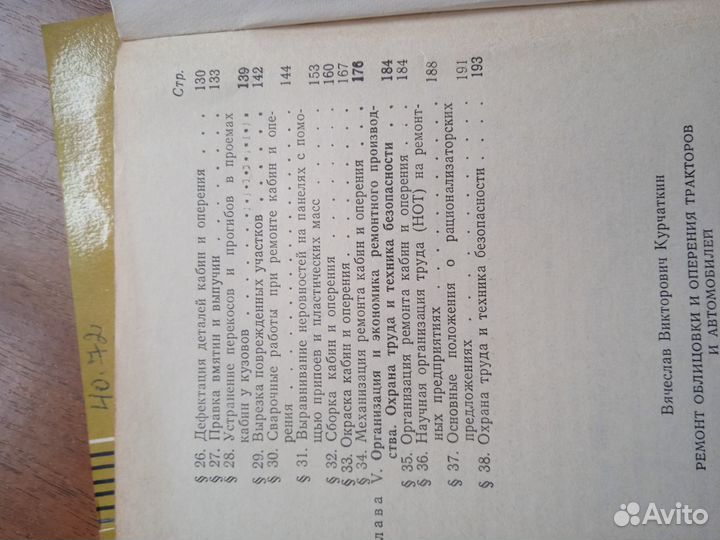 Стр.
§ 26. Дефектация деталей кабин и оперения . . . 130
§ 27. Правка вмятин и выпучин . . . . . . . 133
§ 28. Устранение перекосов и прогибов в проемах
кабин у кузовов . . . . . . . . . . 139
§ 29. Вырезка поврежденных участков . . . . . 142
§ 30. Сварочные работы при ремонте кабин и опе-
рения . . . . . . . . . . . . . 144
§ 31. Выравнивание неровностей на панелях с помо-
щью припоев и пластических масс . . . . . 153
§ 32. Сборка кабин и оперения . . . . . . . 160
§ 33. Окраска кабин и оперения . . . . . . . 167
§ 34. Механизация ремонта кабин и оперения . . . 176
лава V. Организация и экономика ремонтного производ-
ства. Охрана труда и техника безопасности . . 184
§ 35. Организация ремонта кабин и оперения . . . 184
§ 36. Научная организация труда (НОТ) на ремонт-
ных предприятиях . . . . . . . . . 188
§ 37. Основные положения о рационализаторских
предложениях . . . . . . . . . . 191
§ 38. Охрана труда и техника безопасности . . . . 193
Вячеслав Викторович Курчаткин
РЕМОНТ ОБЛИЦОВКИ И ОПЕРЕНИЯ ТРАКТОРОВ
И АВТОМОБИЛЕЙ
40.72
Avito